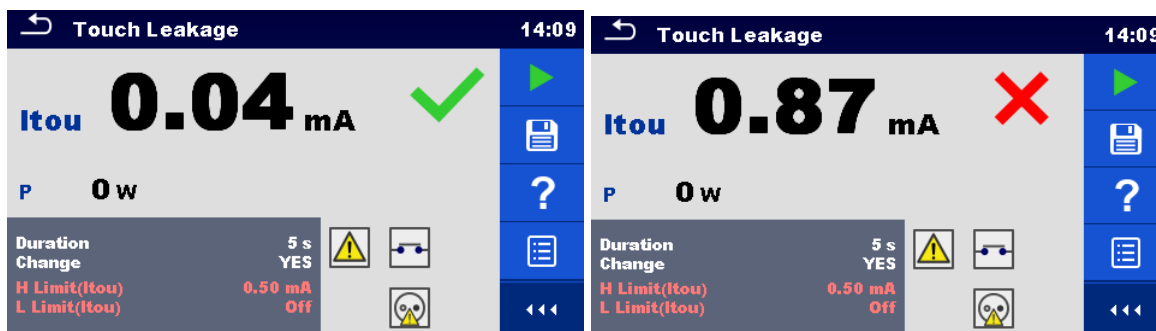 Touch Leakage 14:09
Itou 0.04 mA
P 0 W
?
Duration 5 s
Change YES
H Limit(Itou) 0.50 mA
L Limit(Itou) Off
Touch Leakage 14:09
Itou 0.87 mA
P 0 W
?
Duration 5 s
Change YES
H Limit(Itou) 0.50 mA
L Limit(Itou) Off